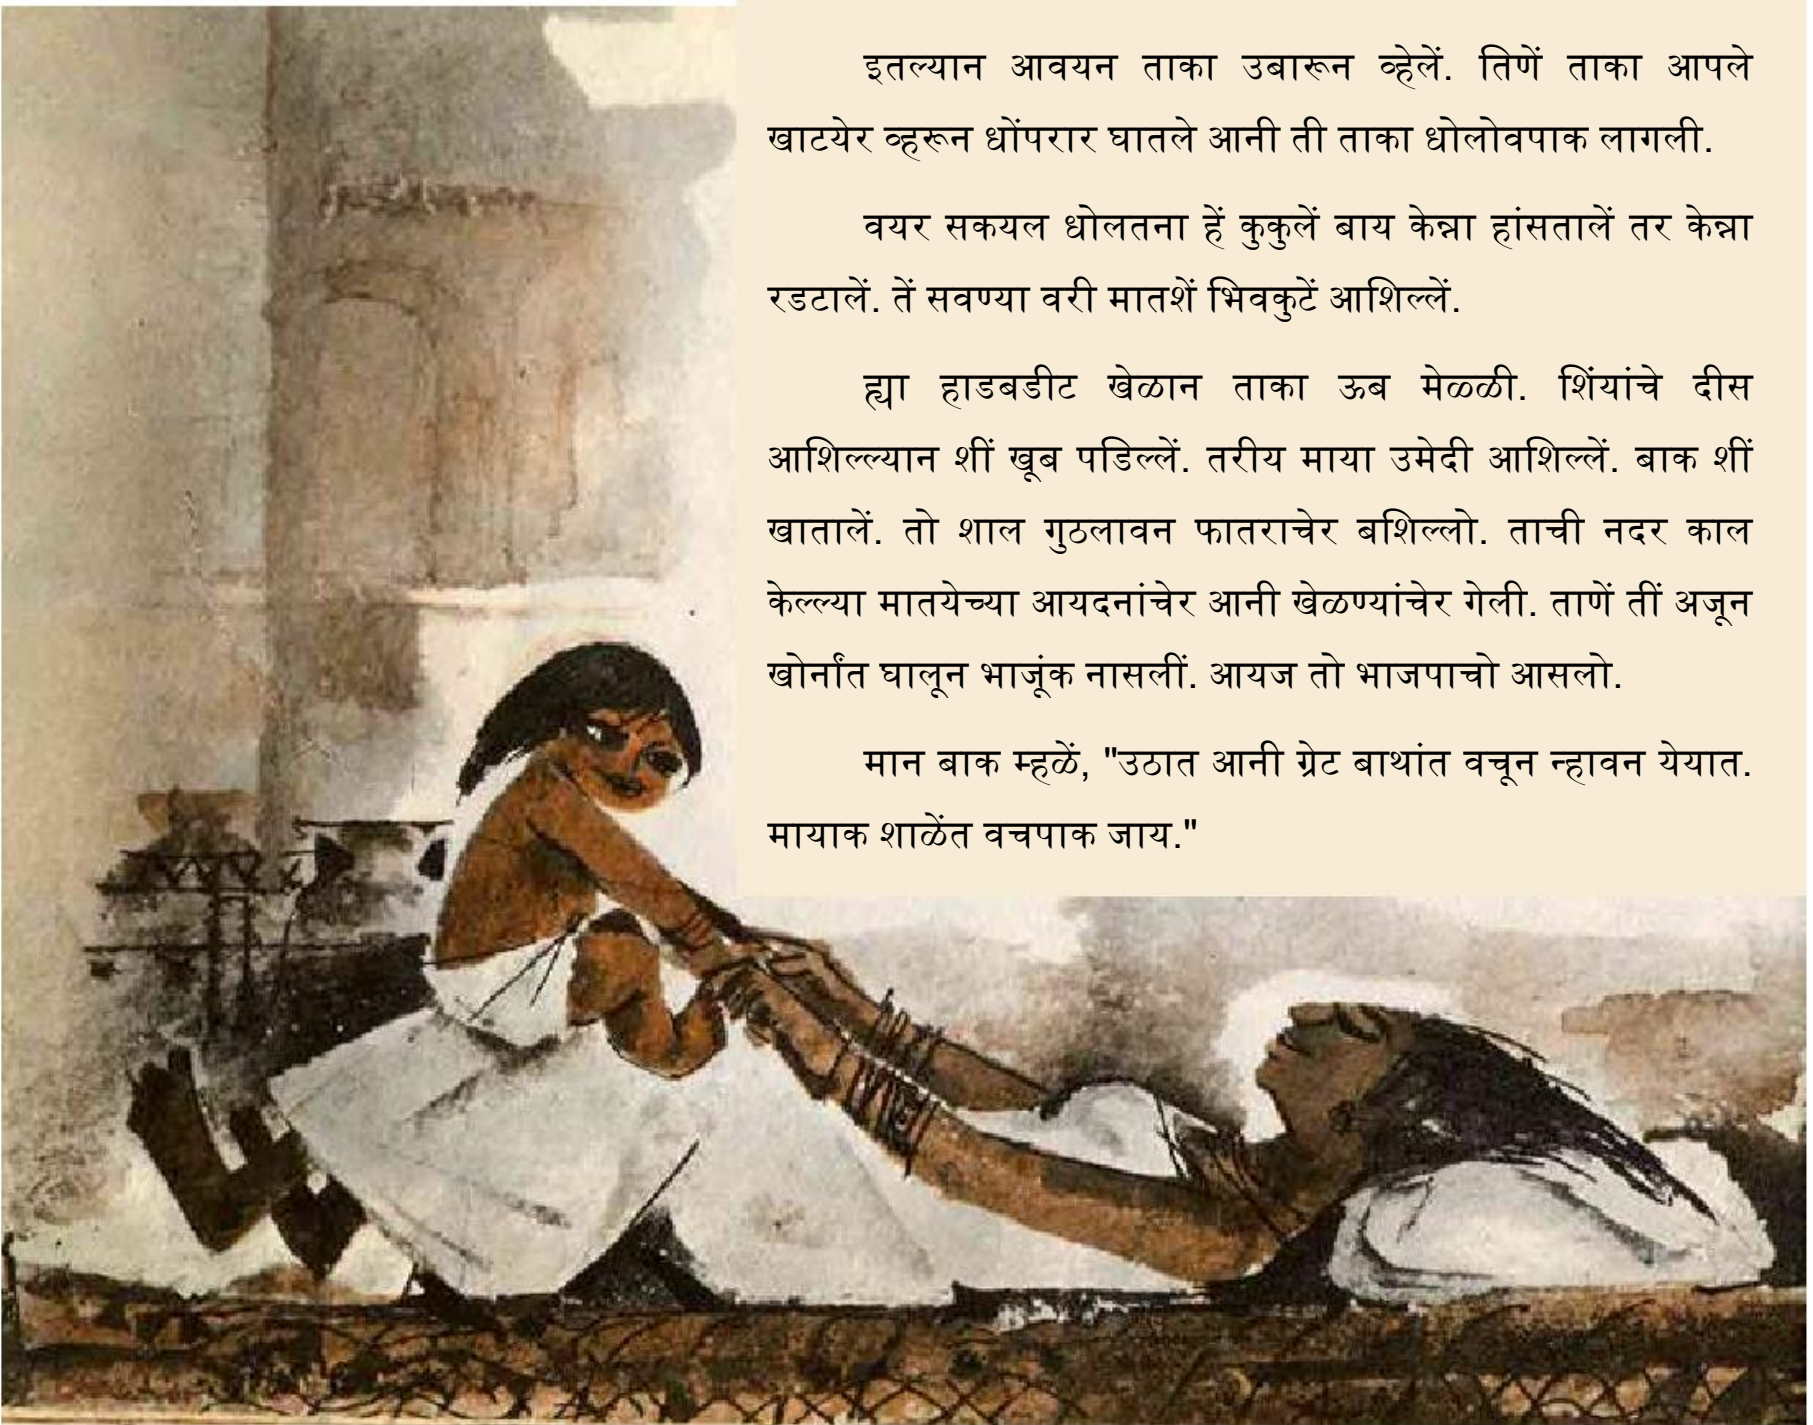 इतल्यान आवयन ताका उबारून व्हेलें. तिणें ताका आपले
खाटयेर व्हरून धोंपरार घातले आनी ती ताका धोलोवपाक लागली.
वयर सकयल धोलतना हें कुकुलें बाय केन्ना हांसतालें तर केन्ना
रडटालें. तें सवण्या वरी मातशें भिवकुटें आशिल्लें.
ह्या हाडबडीट खेळान ताका ऊब मेळ्ळी. शिंयांचे दीस
आशिल्ल्यान शीं खूब पडिल्लें. तरीय माया उमेदी आशिल्लें. बाक शीं
खातालें. तो शाल गुठलावन फातराचेर बशिल्लो. ताची नदर काल
केल्ल्या मातयेच्या आयदनांचेर आनी खेळण्यांचेर गेली. ताणें तीं अजून
खोर्नांत घालून भाजूंक नासलीं. आयज तो भाजपाचो आसलो.
मान बाक म्हळें, "उठात आनी ग्रेट बाथांत वचून न्हावन येयात.
मायाक शाळेंत वचपाक जाय."